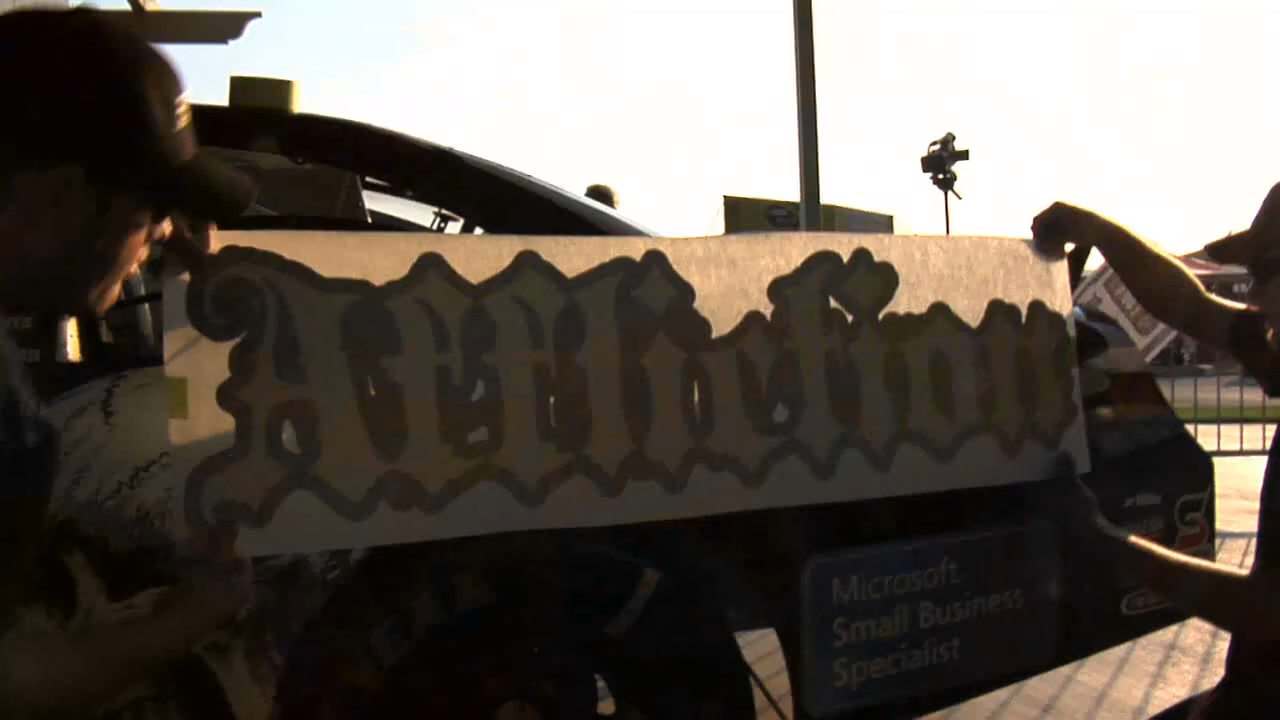 Affliction
Microsoft
Small Business
Specialist